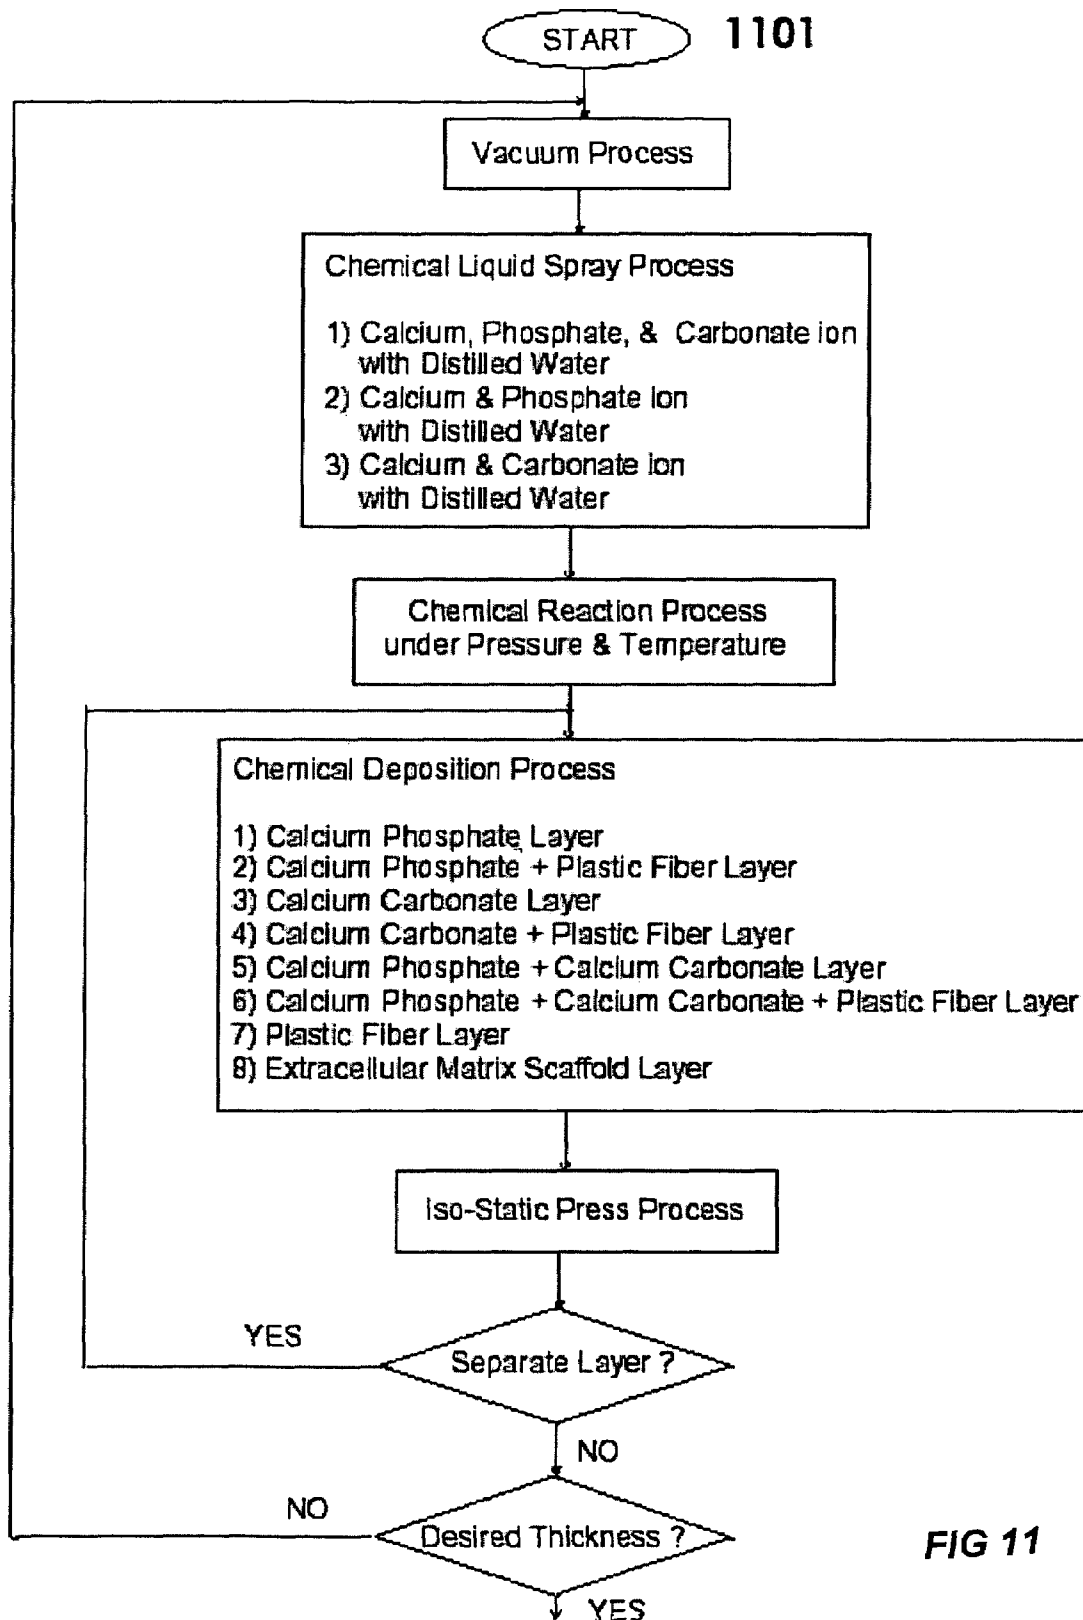 START
1101
Vacuum Process
Chemical Liquid Spray Process
1) Calcium, Phosphate, & Carbonate ion
with Distilled Water
2) Calcium & Phosphate Ion
with Distilled Water
3) Calcium & Carbonate Ion
with Distilled Water
Chemical Reaction Process
under Pressure & Temperature
Chemical Deposition Process
1) Calcium Phosphate Layer
2) Calcium Phosphate + Plastic Fiber Layer
3) Calcium Carbonate Layer
4) Calcium Carbonate + Plastic Fiber Layer
5) Calcium Phosphate + Calcium Carbonate Layer
6) Calcium Phosphate + Calcium Carbonate + Plastic Fiber Layer
7) Plastic Fiber Layer
8) Extracellular Matrix Scaffold Layer
Iso-Static Press Process
YES
Separate Layer ?
NO
NO
Desired Thickness ?
FIG 11
YES